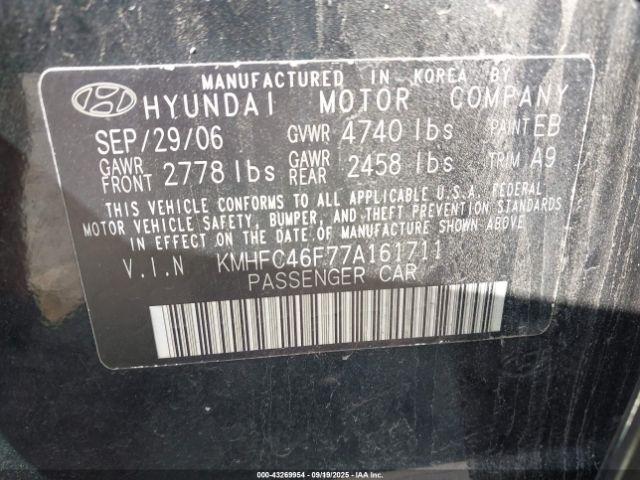 MANUFACTURED IN KOREA BY
HYUNDAI MOTOR COMPANY
SEP/29/06 GVWR 4740 lbs PAINT EB
GAWR FRONT 2778 lbs GAWR REAR 2458 lbs TRIM A9
THIS VEHICLE CONFORMS TO ALL APPLICABLE U.S.A. FEDERAL
MOTOR VEHICLE SAFETY, BUMPER, AND THEFT PREVENTION STANDARDS
IN EFFECT ON THE DATE OF MANUFACTURE SHOWN ABOVE.
V.I.N KMHFC46F77A161711
PASSENGER CAR
000-43269954 - 09/19/2025 - IAA Inc.